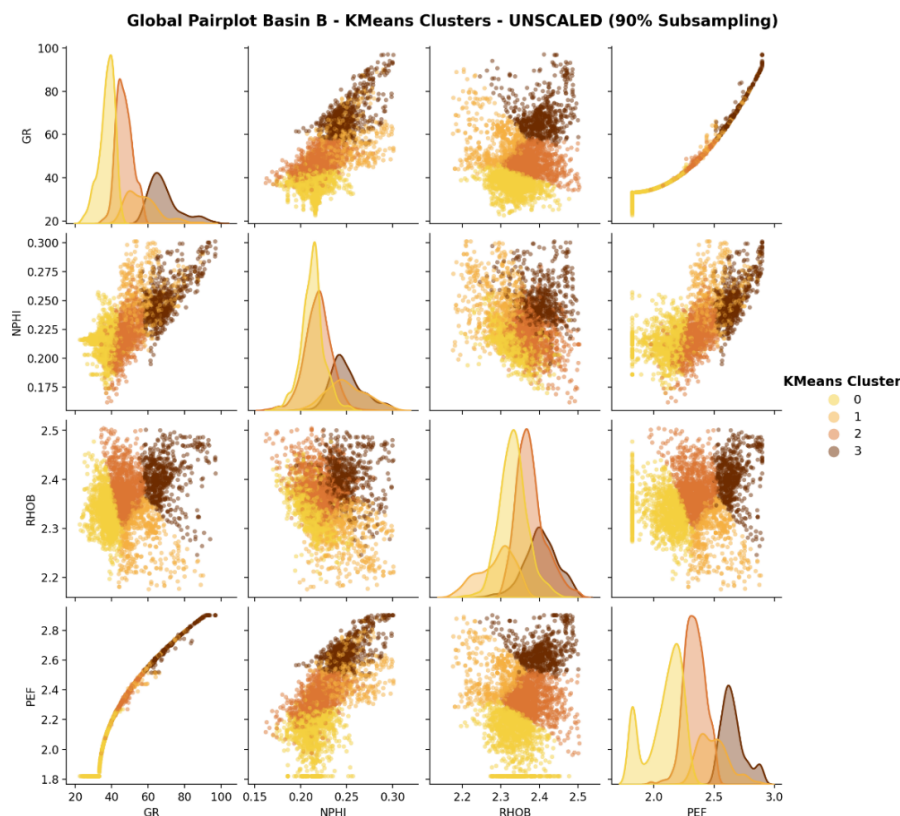 Global Pairplot Basin B - KMeans Clusters - UNSCALED (90% Subsampling)
100
80
60
40
20
GR
0.300
0.275
0.250
0.225
0.200
0.175
NPHI
2.5
2.4
2.3
2.2
RHOB
2.8
2.6
2.4
2.2
2.0
1.8
PEF
20 40 60 80 100
0.15 0.20 0.25 0.30
2.2 2.3 2.4 2.5
2.0 2.5 3.0
GR NPHI RHOB PEF
KMeans Cluster
0
1
2
3